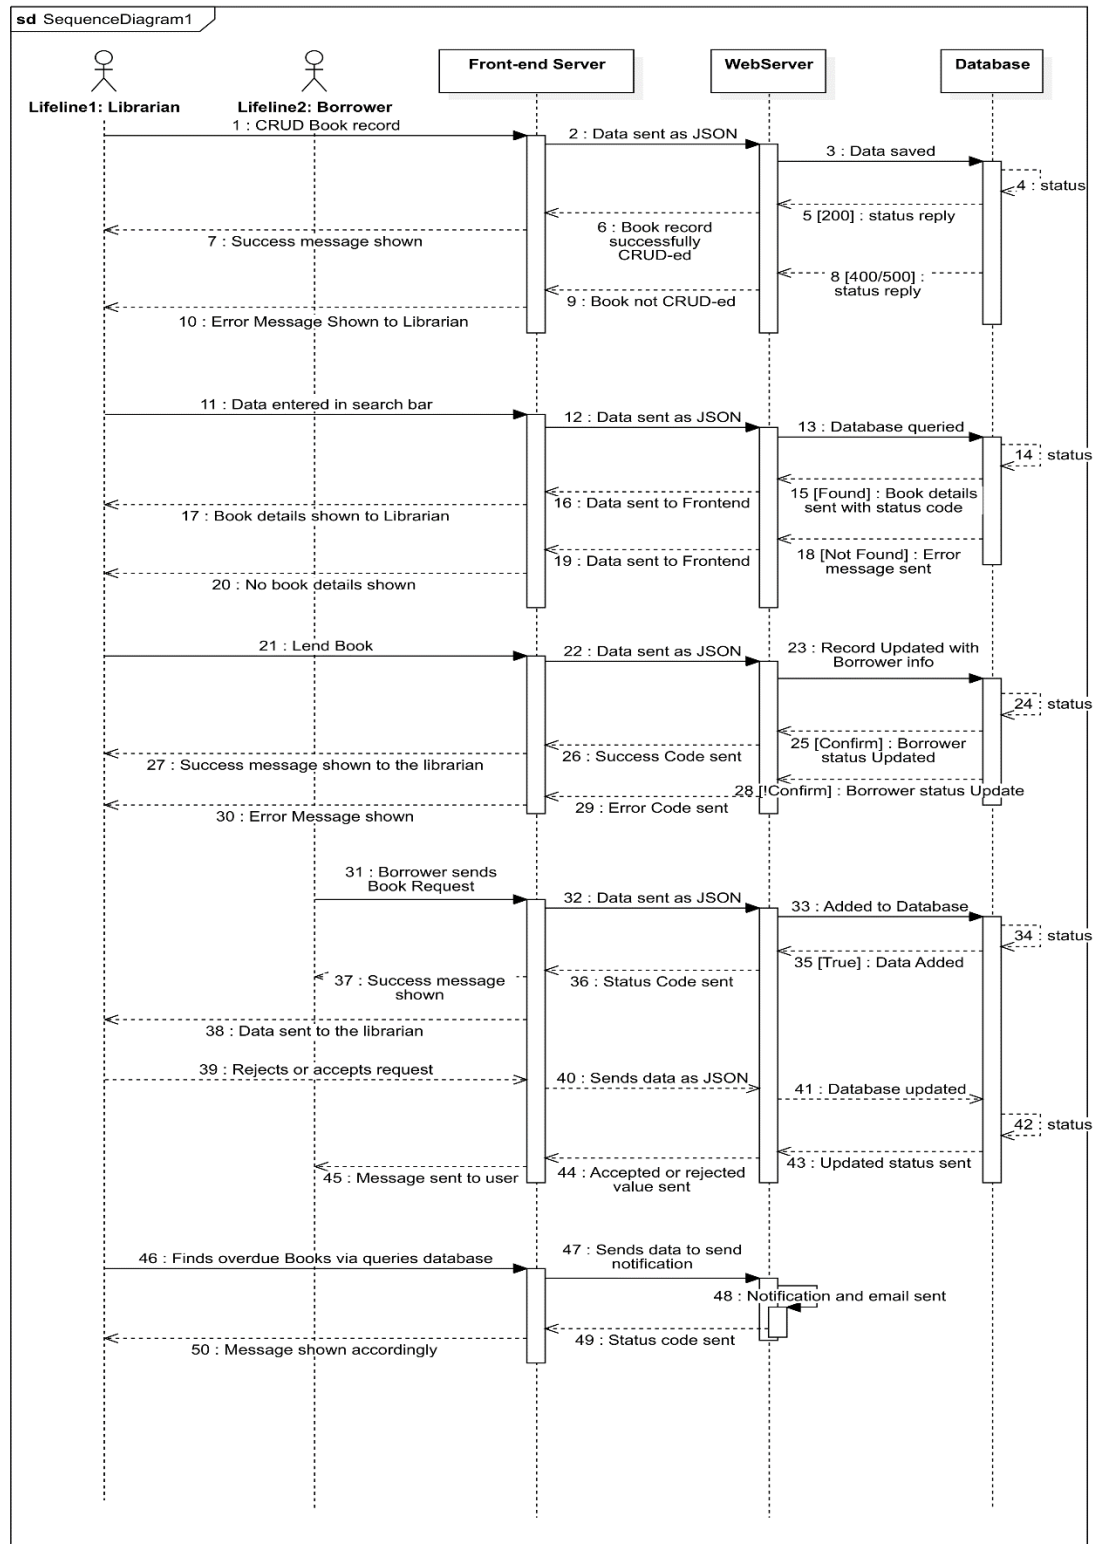 sd SequenceDiagram1
Lifeline1: Librarian
Lifeline2: Borrower
Front-end Server
WebServer
Database
1 : CRUD Book record
2 : Data sent as JSON
3 : Data saved
4 : status
5 [200] : status reply
6 : Book record
successfully
CRUD-ed
7 : Success message shown
8 [400/500] :
status reply
9 : Book not CRUD-ed
10 : Error Message Shown to Librarian
11 : Data entered in search bar
12 : Data sent as JSON
13 : Database queried
14 : status
15 [Found] : Book details
sent with status code
16 : Data sent to Frontend
17 : Book details shown to Librarian
18 [Not Found] : Error
message sent
19 : Data sent to Frontend
20 : No book details shown
21 : Lend Book
22 : Data sent as JSON
23 : Record Updated with
Borrower info
24 : status
25 [Confirm] : Borrower
status Updated
26 : Success Code sent
27 : Success message shown to the librarian
28 [!Confirm] : Borrower status Update
29 : Error Code sent
30 : Error Message shown
31 : Borrower sends
Book Request
32 : Data sent as JSON
33 : Added to Database
34 : status
35 [True] : Data Added
36 : Status Code sent
37 : Success message
shown
38 : Data sent to the librarian
39 : Rejects or accepts request
40 : Sends data as JSON
41 : Database updated
42 : status
43 : Updated status sent
44 : Accepted or rejected
value sent
45 : Message sent to user
46 : Finds overdue Books via queries database
47 : Sends data to send
notification
48 : Notification and email sent
49 : Status code sent
50 : Message shown accordingly